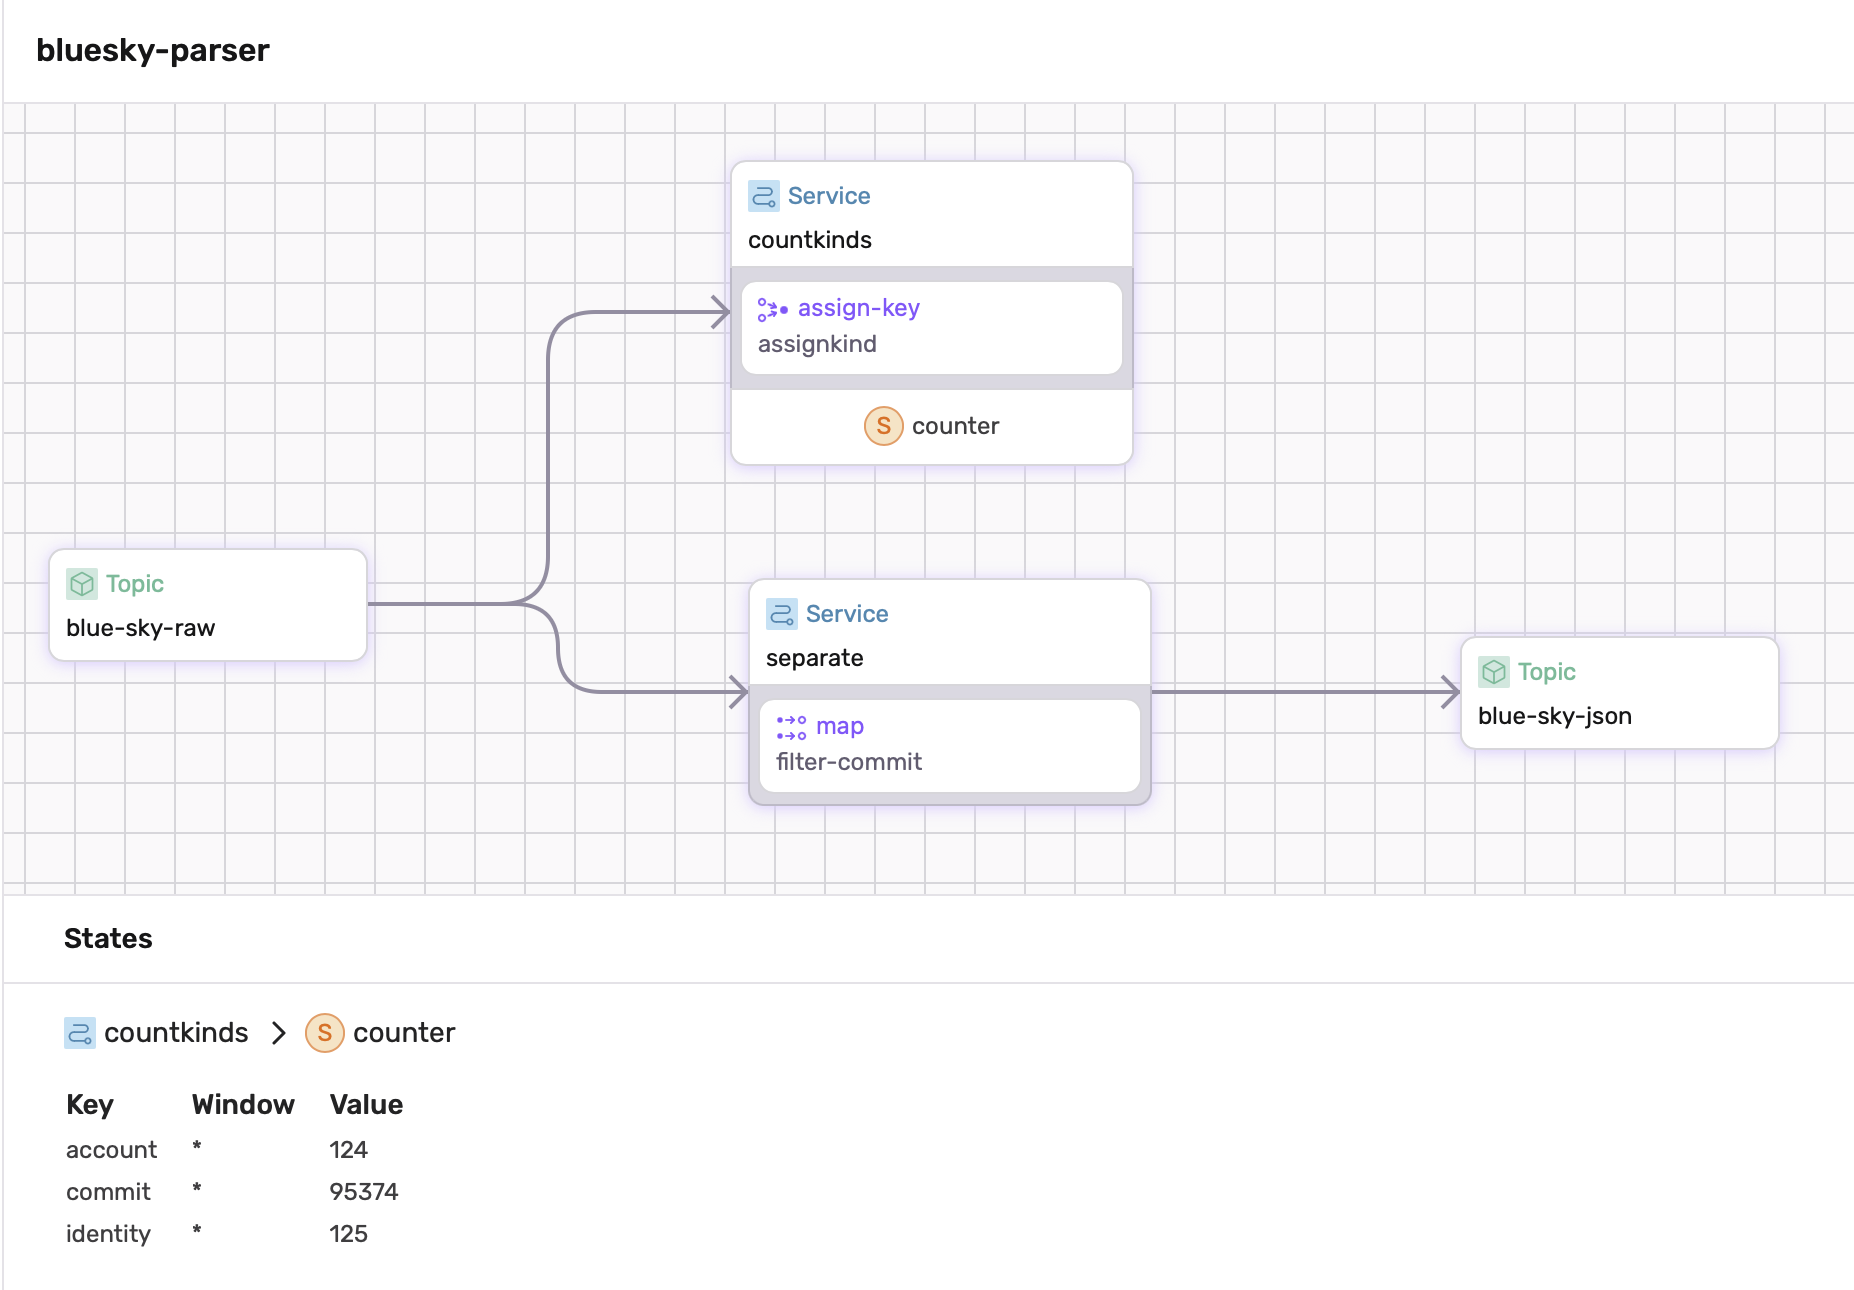 bluesky-parser
Service
countkinds
assign-key
assignkind
S counter
Topic
blue-sky-raw
Service
separate
map
filter-commit
Topic
blue-sky-json
States
countkinds > S counter
Key Window Value
account * 124
commit * 95374
identity * 125